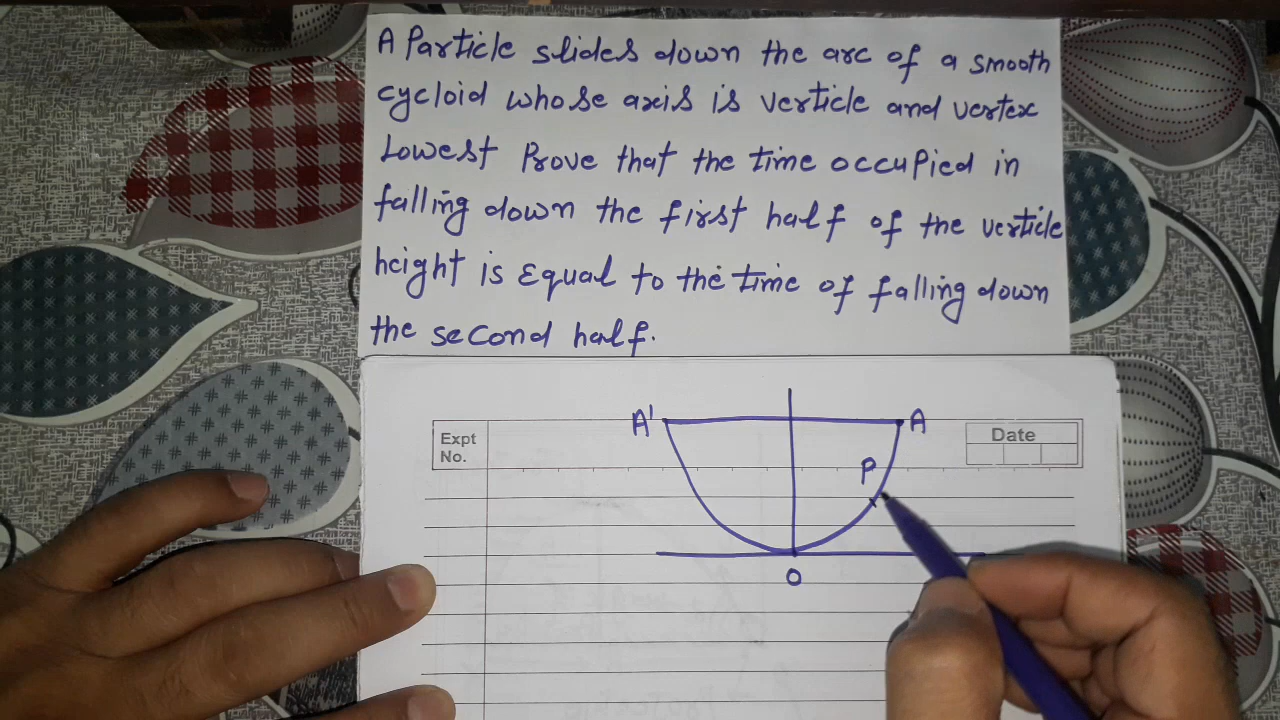 A Particle slides down the arc of a smooth
cycloid whose axis is verticle and vertex
Lowest Prove that the time occupied in
falling down the first half of the verticle
height is Equal to the time of falling down
the second half.
A' A
Expt
No.
Date
P
O